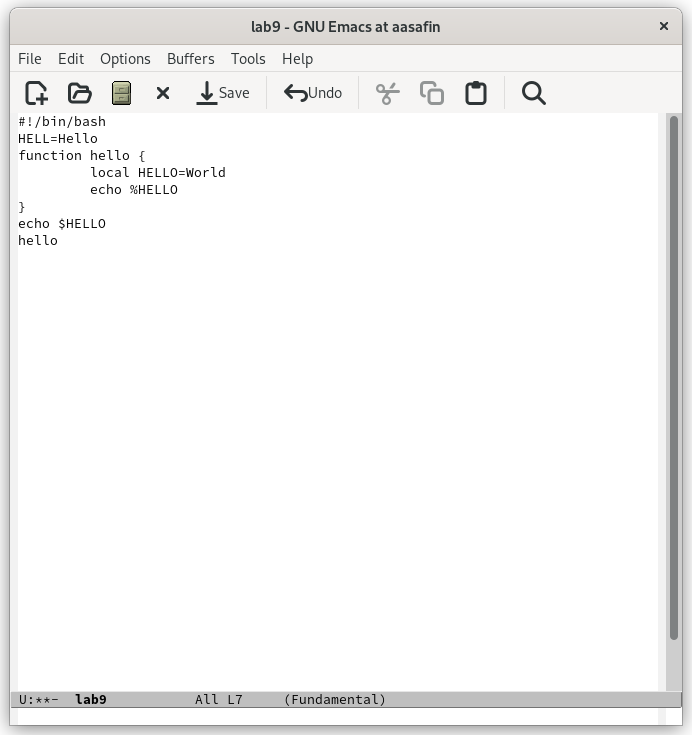 lab9 - GNU Emacs at aasafin ×
File Edit Options Buffers Tools Help
Save Undo
#!/bin/bash
HELL=Hello
function hello {
         local HELLO=World
         echo %HELLO
}
echo $HELLO
hello
U:**-  lab9           All L7     (Fundamental)